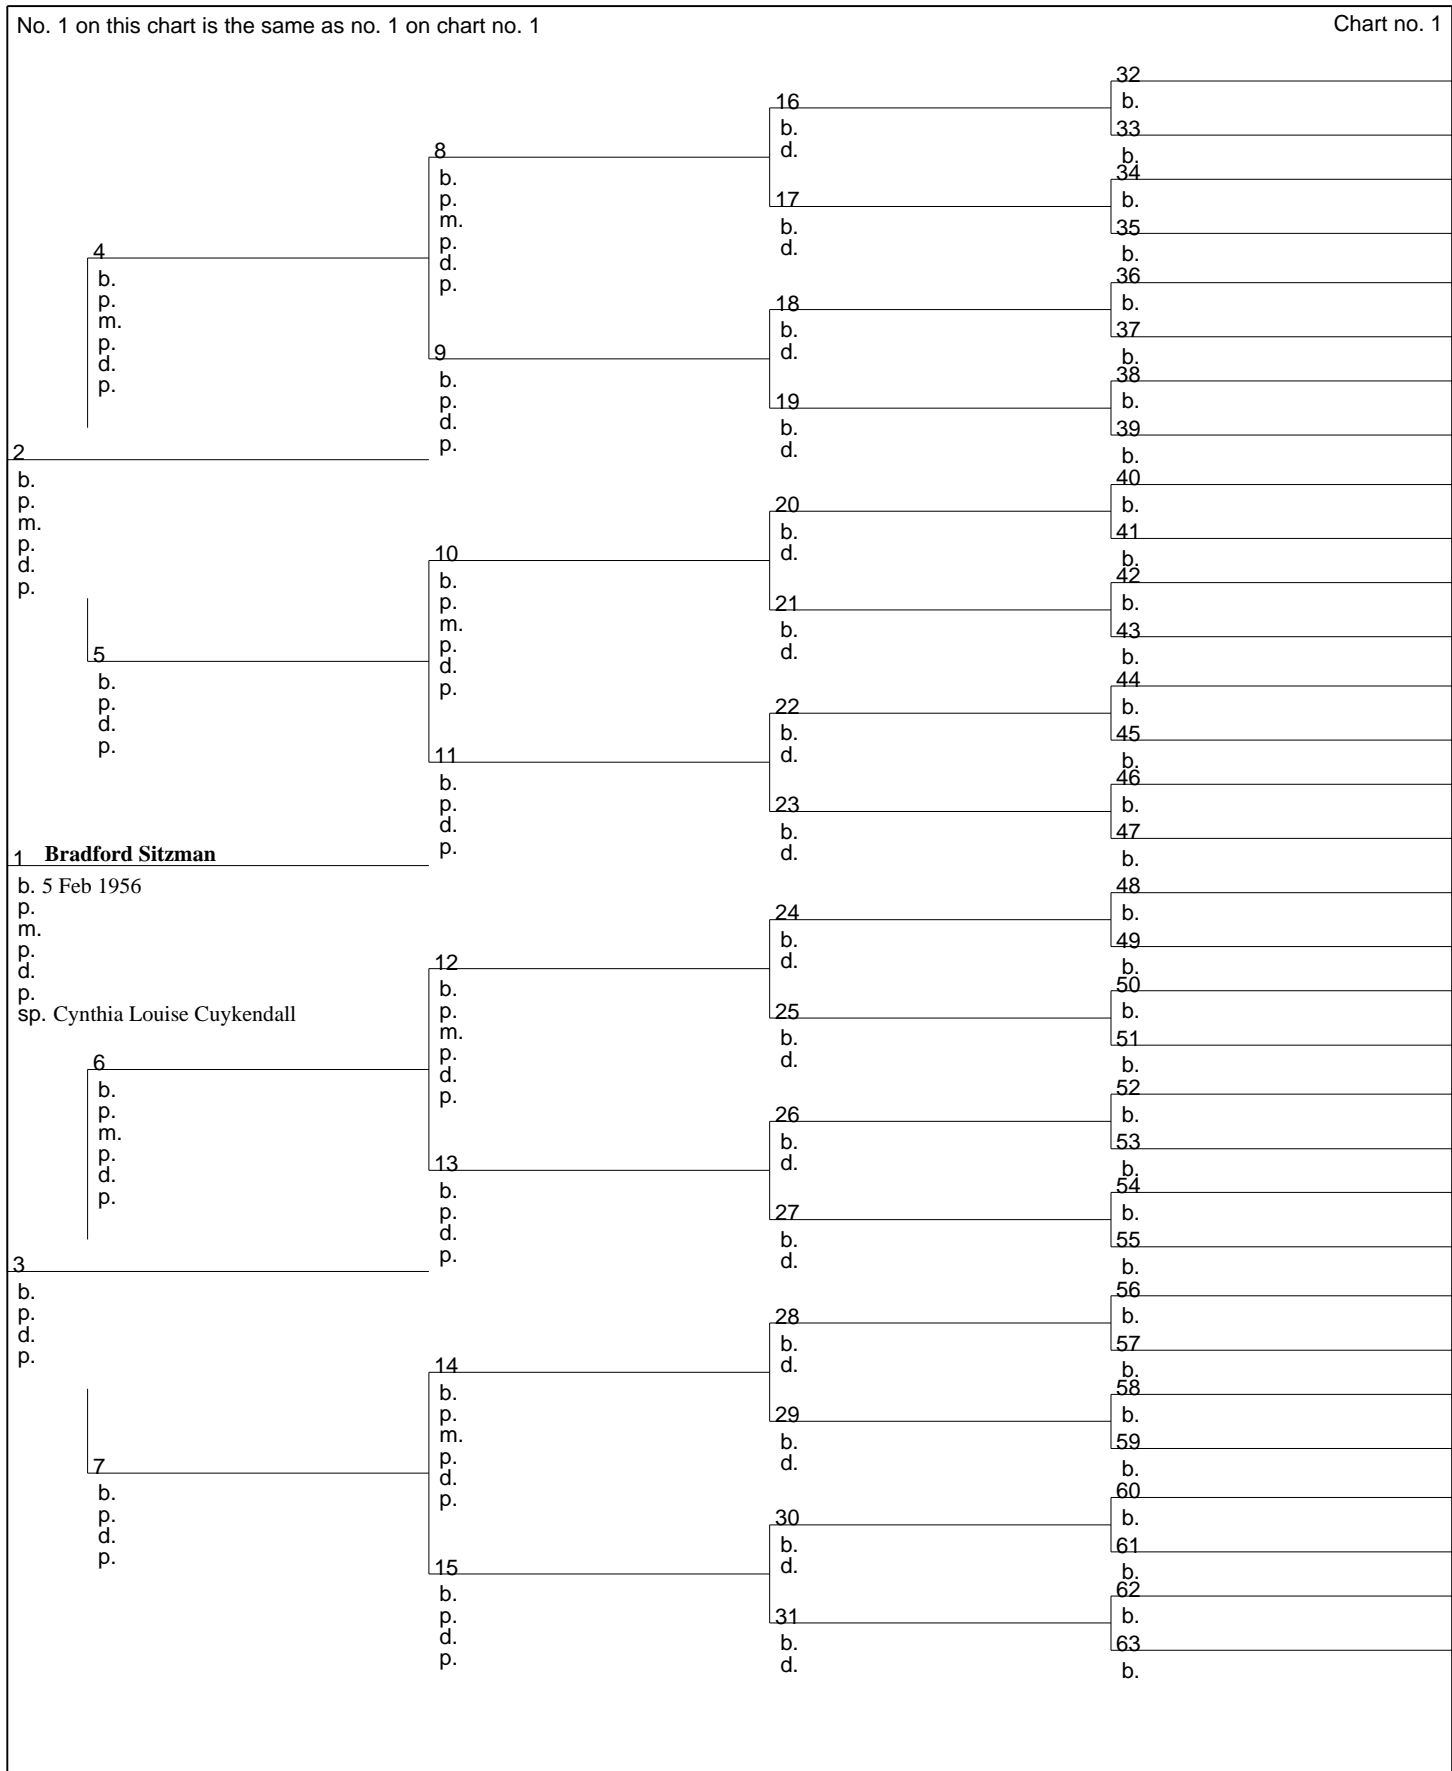 No. 1 on this chart is the same as no. 1 on chart no. 1
Chart no. 1
2
b.
p.
m.
p.
d.
p.
4
b.
p.
m.
p.
d.
p.
5
b.
p.
d.
p.
1 Bradford Sitzman
b. 5 Feb 1956
p.
m.
p.
d.
p.
sp. Cynthia Louise Cuykendall
6
b.
p.
m.
p.
d.
p.
3
b.
p.
d.
p.
7
b.
p.
d.
p.
8
b.
p.
m.
p.
d.
p.
9
b.
p.
d.
p.
10
b.
p.
m.
p.
d.
p.
11
b.
p.
d.
p.
12
b.
p.
m.
p.
d.
p.
13
b.
p.
d.
p.
14
b.
p.
m.
p.
d.
p.
15
b.
p.
d.
p.
16
b.
d.
17
b.
d.
18
b.
d.
19
b.
d.
20
b.
d.
21
b.
d.
22
b.
d.
23
b.
d.
24
b.
d.
25
b.
d.
26
b.
d.
27
b.
d.
28
b.
d.
29
b.
d.
30
b.
d.
31
b.
d.
32
b.
33
b.
34
b.
35
b.
36
b.
37
b.
38
b.
39
b.
40
b.
41
b.
42
b.
43
b.
44
b.
45
b.
46
b.
47
b.
48
b.
49
b.
50
b.
51
b.
52
b.
53
b.
54
b.
55
b.
56
b.
57
b.
58
b.
59
b.
60
b.
61
b.
62
b.
63
b.